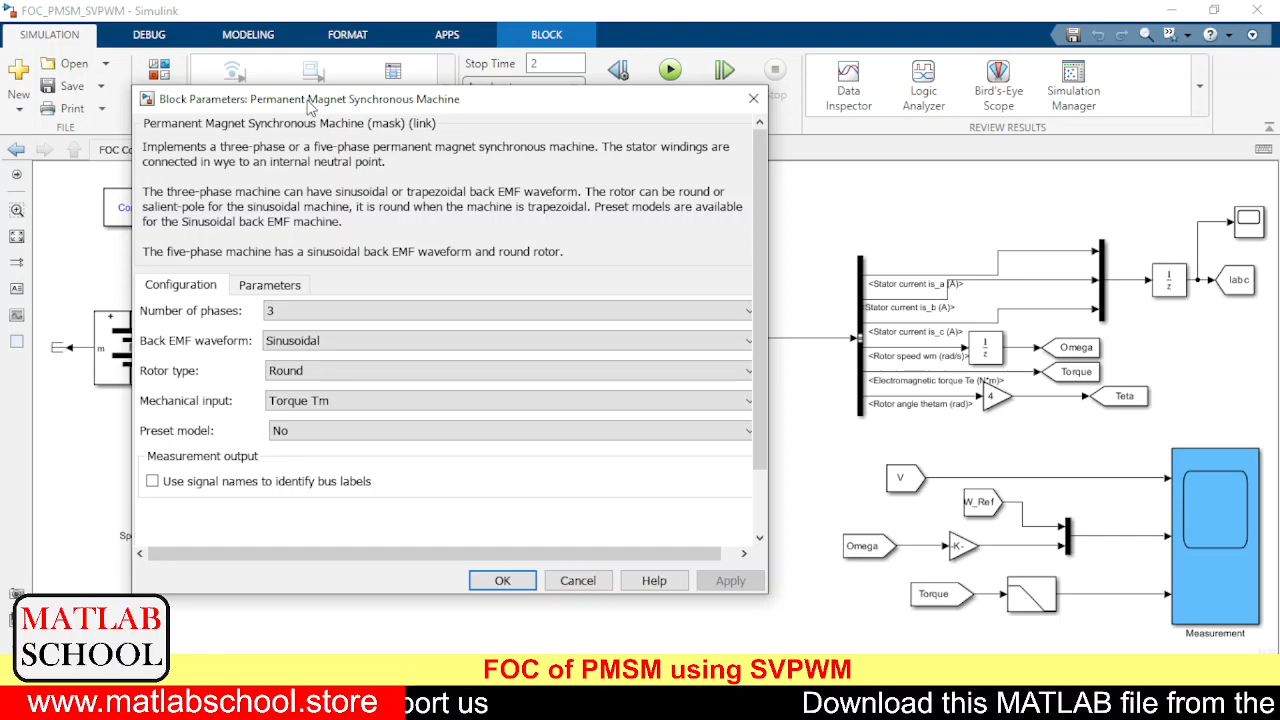 FOC_PMSM_SVPWM - Simulink
SIMULATION
DEBUG
MODELING
FORMAT
APPS
BLOCK
New
Open
Save
Print
FILE
Stop Time
2
Data
Inspector
Logic
Analyzer
Bird's-Eye
Scope
Simulation
Manager
REVIEW RESULTS
Block Parameters: Permanent Magnet Synchronous Machine
Permanent Magnet Synchronous Machine (mask) (link)
Implements a three-phase or a five-phase permanent magnet synchronous machine. The stator windings are
connected in wye to an internal neutral point.
The three-phase machine can have sinusoidal or trapezoidal back EMF waveform. The rotor can be round or
salient-pole for the sinusoidal machine, it is round when the machine is trapezoidal. Preset models are available
for the Sinusoidal back EMF machine.
The five-phase machine has a sinusoidal back EMF waveform and round rotor.
Configuration
Parameters
Number of phases:
3
Back EMF waveform:
Sinusoidal
Rotor type:
Round
Mechanical input:
Torque Tm
Preset model:
No
Measurement output
Use signal names to identify bus labels
OK
Cancel
Help
Apply
FOC Co
Co
+
m
Sp
<Stator current is_a (A)>
Stator current is_b (A)>
<Stator current is_c (A)>
<Rotor speed wm (rad/s)>
<Electromagnetic torque Te (N*m)>
<Rotor angle thetam (rad)>
1
z
Iabc
1
z
Omega
Torque
4
Teta
V
W_Ref
Omega
-K-
Torque
Measurement
MATLAB
SCHOOL
FOC of PMSM using SVPWM
www.matlabschool.store
port us
Download this MATLAB file from the